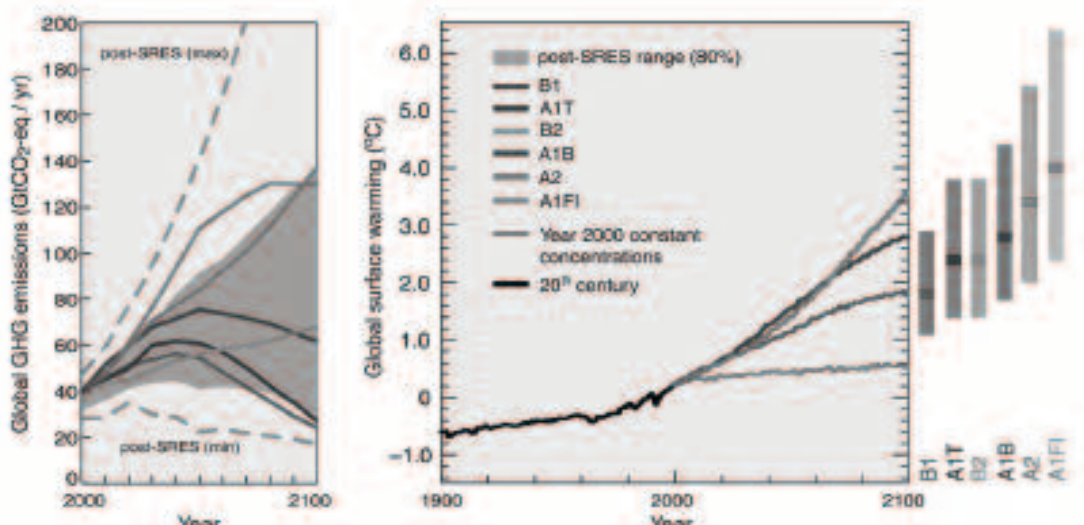 Global GHG emissions (GtCO2-eq./ yr)
200
180
160
140
120
100
80
60
40
20
0
post-SRES (max)
post-SRES (min)
2000
2100
Year
Global surface warming (°C)
6.0
5.0
4.0
3.0
2.0
1.0
0
–1.0
post-SRES range (80%)
B1
A1T
B2
A1B
A2
A1FI
Year 2000 constant
concentrations
20th century
1900
2000
2100
Year
B1
A1T
B2
A1B
A2
A1FI